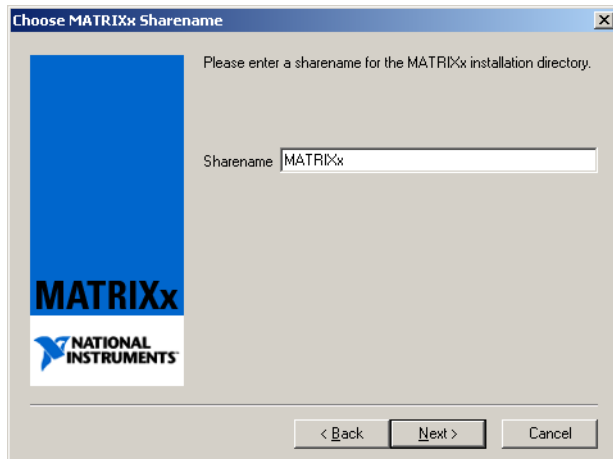 Choose MATRIXx Sharename
Please enter a sharename for the MATRIXx installation directory.
Sharename MATRIXx
MATRIXx
NATIONAL
INSTRUMENTS
< Back Next > Cancel